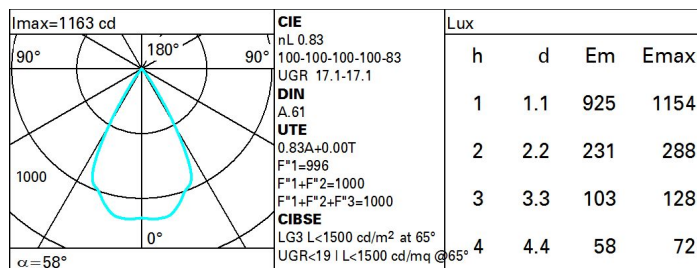 Imax=1163 cd
90°
180°
90°
1000
0°
α=58°
CIE
nL 0.83
100-100-100-100-83
UGR 17.1-17.1
DIN
A.61
UTE
0.83A+0.00T
F"1=996
F"1+F"2=1000
F"1+F"2+F"3=1000
CIBSE
LG3 L<1500 cd/m² at 65°
UGR<19 | L<1500 cd/mq @65°
Lux
h d Em Emax
1 1.1 925 1154
2 2.2 231 288
3 3.3 103 128
4 4.4 58 72